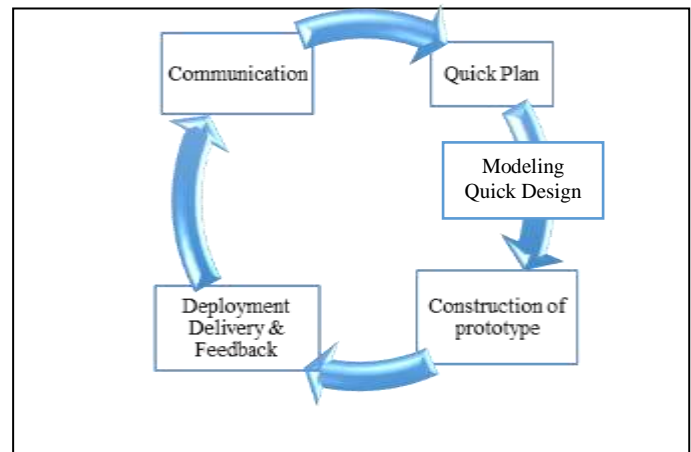 Communication
Quick Plan
Modeling
Quick Design
Construction of
prototype
Deployment
Delivery &
Feedback